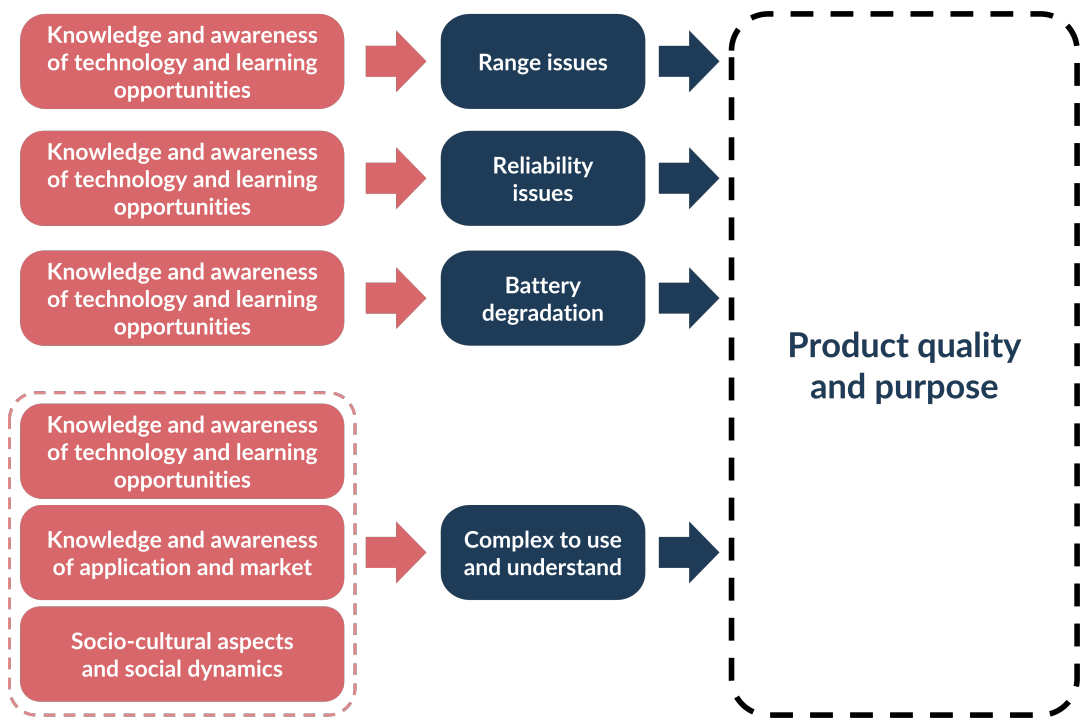 Knowledge and awareness
of technology and learning
opportunities
Range issues
Knowledge and awareness
of technology and learning
opportunities
Reliability
issues
Knowledge and awareness
of technology and learning
opportunities
Battery
degradation
Product quality
and purpose
Knowledge and awareness
of technology and learning
opportunities
Knowledge and awareness
of application and market
Complex to use
and understand
Socio-cultural aspects
and social dynamics